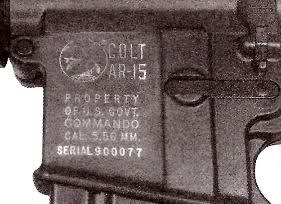 COLT
AR-15
PROPERTY
OF U.S. GOVT.
COMMANDO
CAL. 5.56 MM.
SERIAL 900077